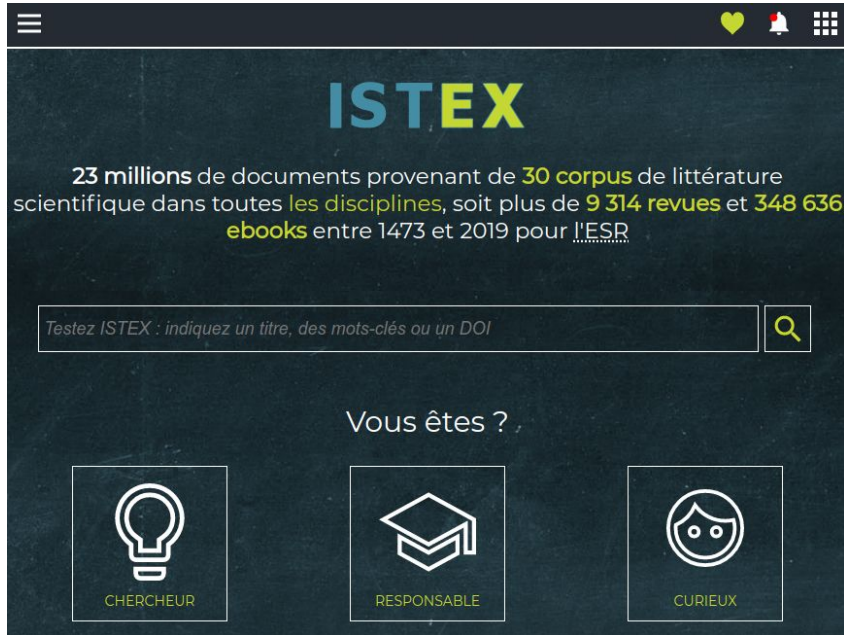 ISTEX
23 millions de documents provenant de 30 corpus de littérature
scientifique dans toutes les disciplines, soit plus de 9 314 revues et 348 636
ebooks entre 1473 et 2019 pour l'ESR
Testez ISTEX : indiquez un titre, des mots-clés ou un DOI
Vous êtes ?
CHERCHEUR
RESPONSABLE
CURIEUX